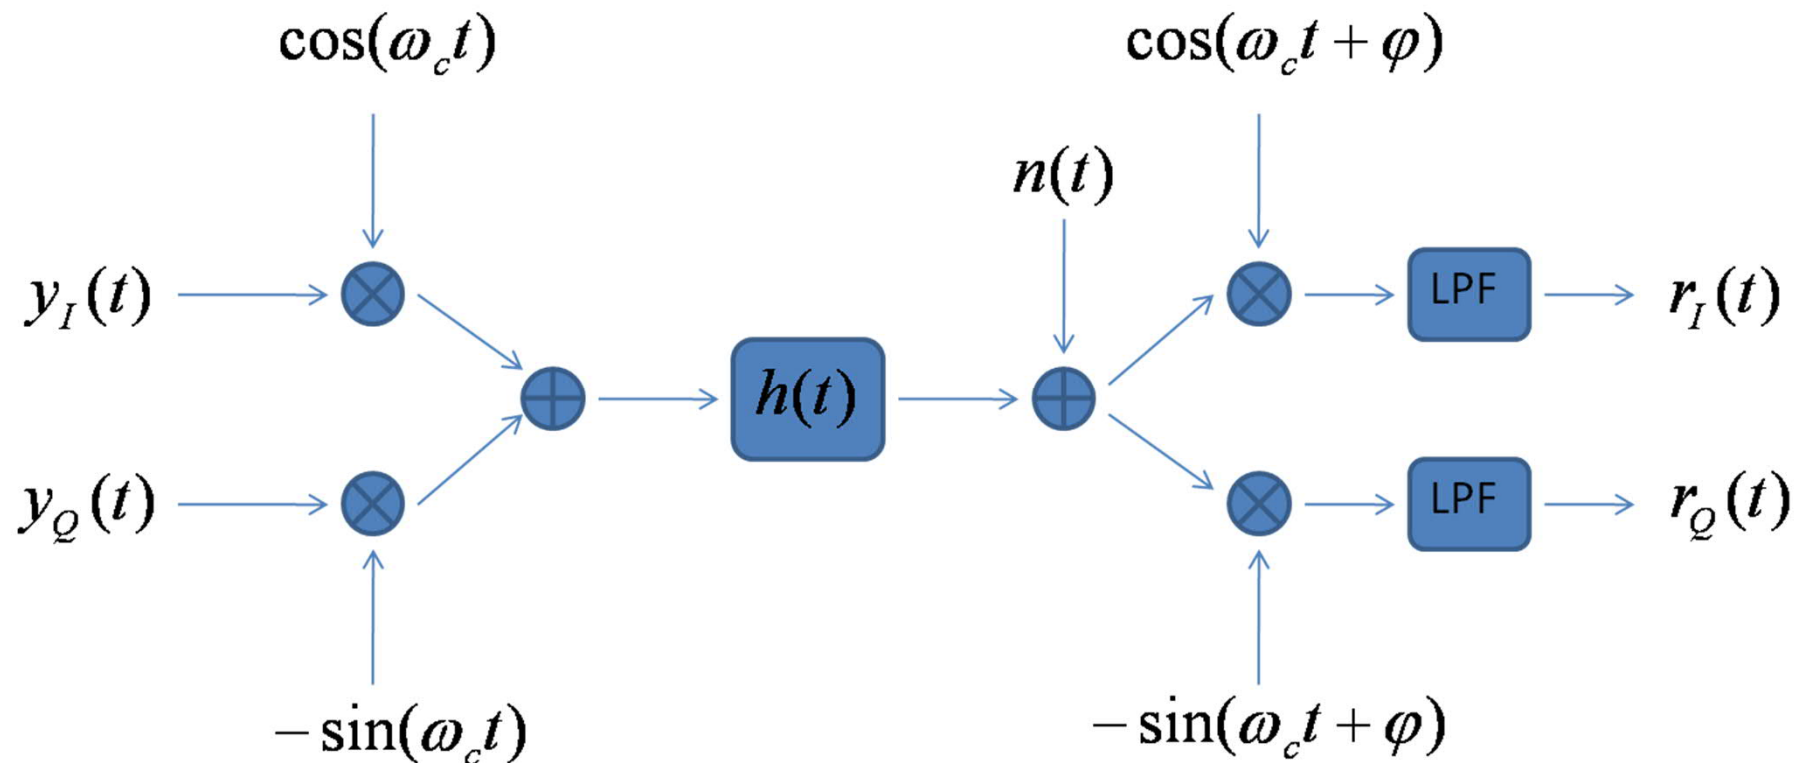 cos(ω_c t)
cos(ω_c t + φ)
n(t)
y_I(t)
LPF
r_I(t)
h(t)
y_Q(t)
LPF
r_Q(t)
− sin(ω_c t)
− sin(ω_c t + φ)